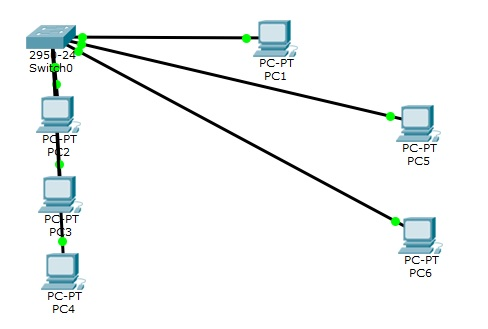 2950-24
Switch0
PC-PT
PC1
PC-PT
PC2
PC-PT
PC5
PC-PT
PC3
PC-PT
PC6
PC-PT
PC4